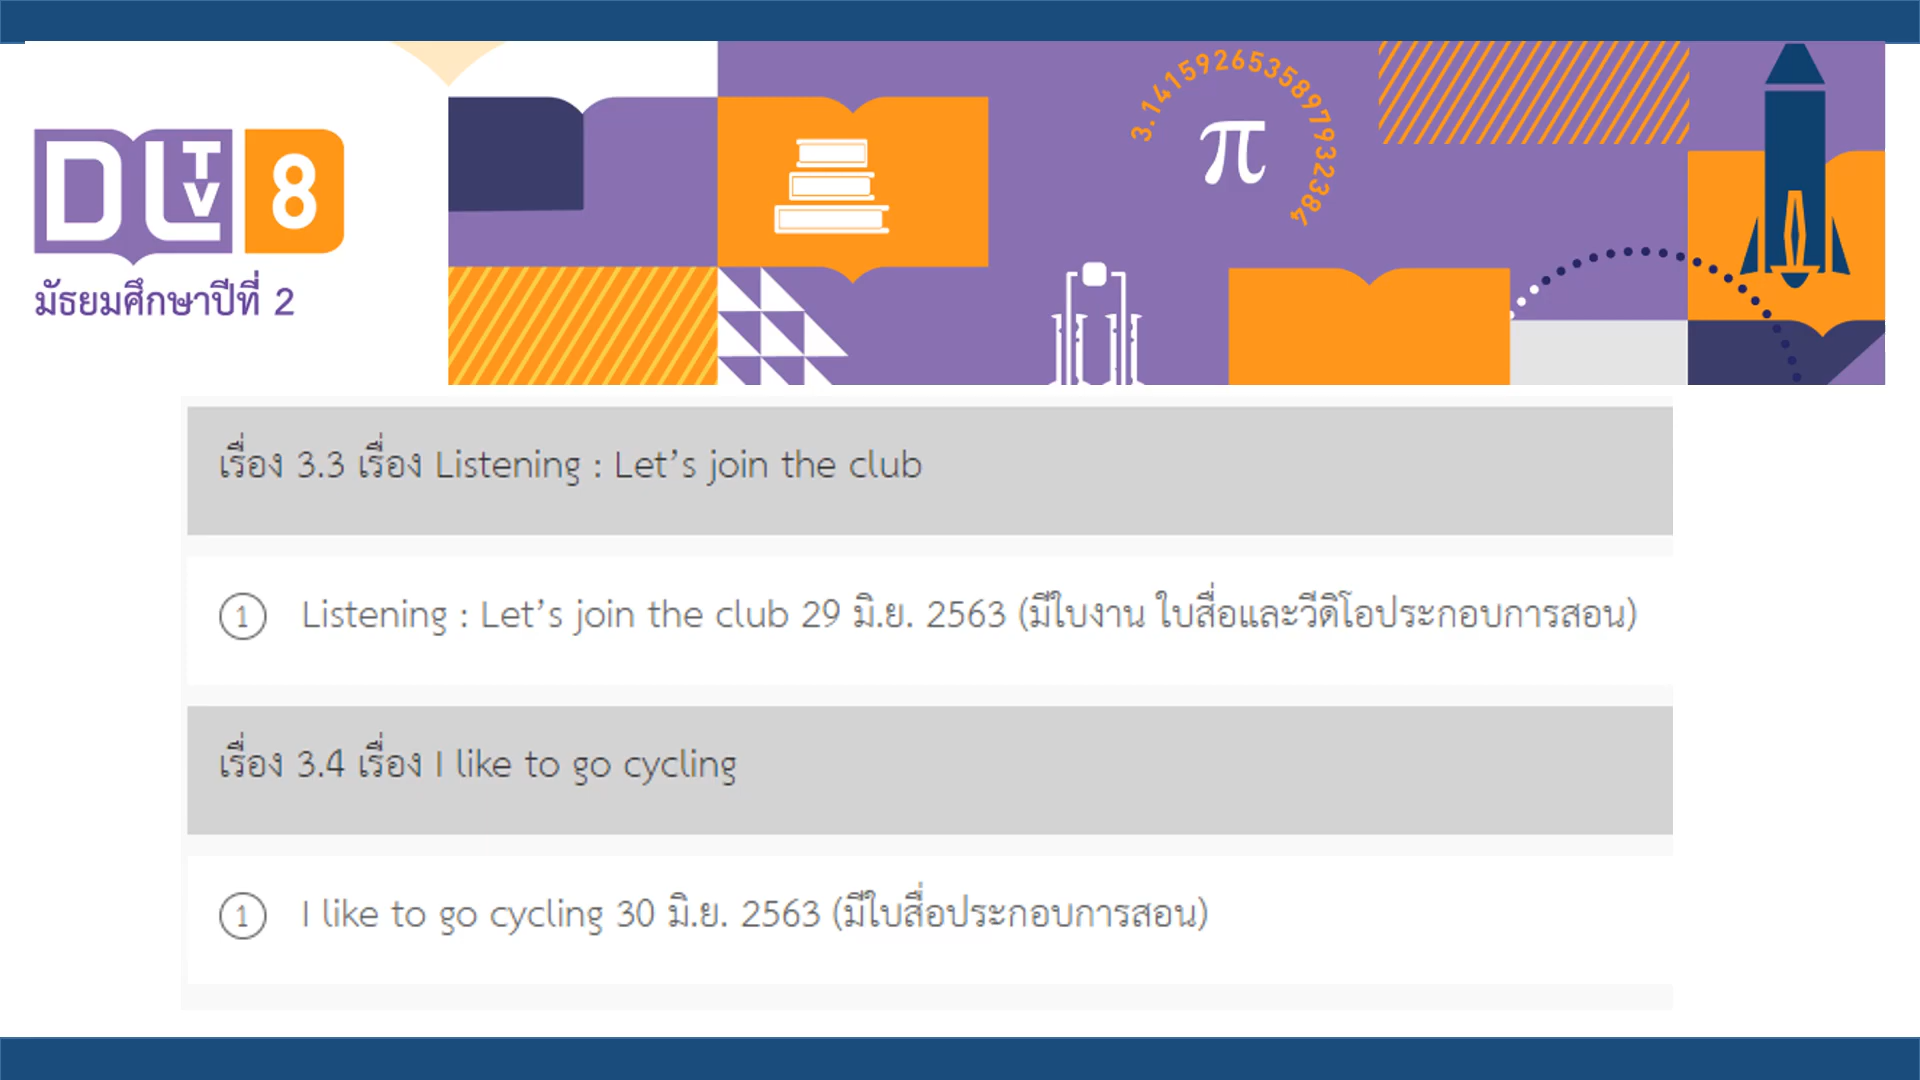 3.1415926535897932384
π
DLTV 8
มัธยมศึกษาปีที่ 2
เรื่อง 3.3 เรื่อง Listening : Let’s join the club
1 Listening : Let’s join the club 29 มิ.ย. 2563 (มีใบงาน ใบสื่อและวีดิโอประกอบการสอน)
เรื่อง 3.4 เรื่อง I like to go cycling
1 I like to go cycling 30 มิ.ย. 2563 (มีใบสื่อประกอบการสอน)